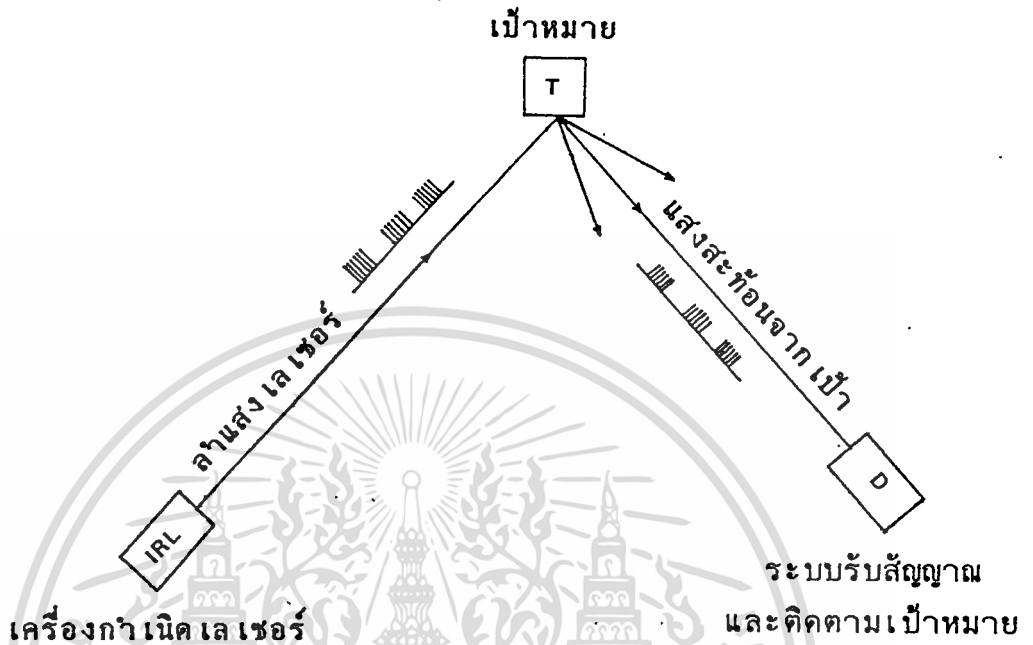 เป้าหมาย
T
ลำแสงเลเซอร์
แสงสะท้อนจากเป้า
IRL
D
เครื่องกำเนิดเลเซอร์
ระบบรับสัญญาณ
และติดตามเป้าหมาย